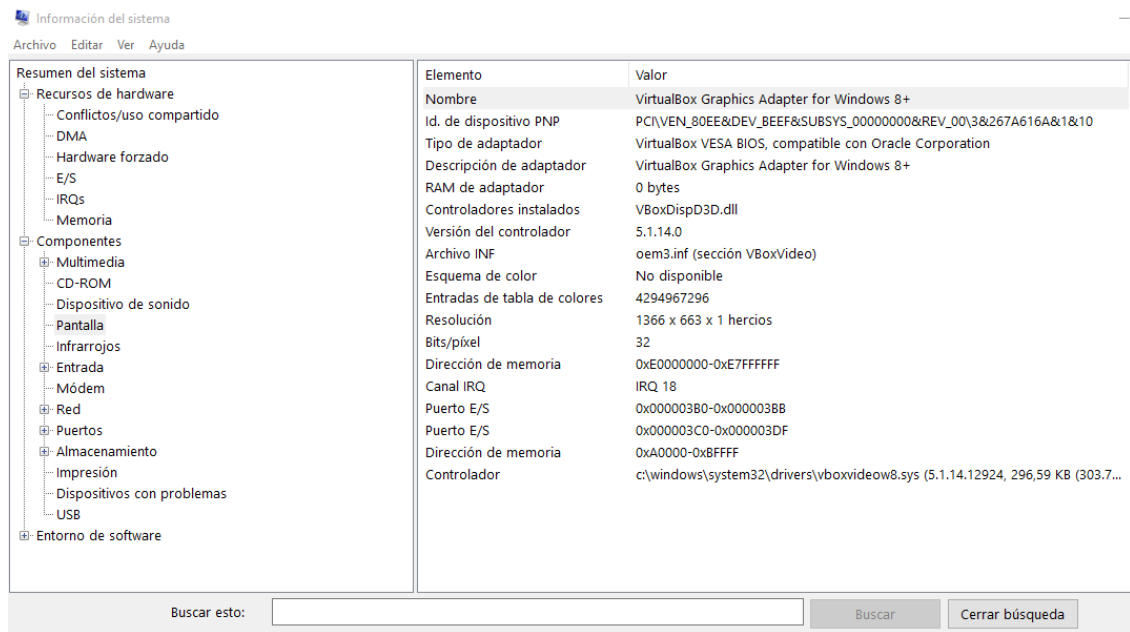 Información del sistema
Archivo Editar Ver Ayuda
Resumen del sistema
Recursos de hardware
Conflictos/uso compartido
DMA
Hardware forzado
E/S
IRQs
Memoria
Componentes
Multimedia
CD-ROM
Dispositivo de sonido
Pantalla
Infrarrojos
Entrada
Módem
Red
Puertos
Almacenamiento
Impresión
Dispositivos con problemas
USB
Entorno de software
Elemento Valor
Nombre VirtualBox Graphics Adapter for Windows 8+
Id. de dispositivo PNP PCI\VEN_80EE&DEV_BEEF&SUBSYS_00000000&REV_00\3&267A616A&1&10
Tipo de adaptador VirtualBox VESA BIOS, compatible con Oracle Corporation
Descripción de adaptador VirtualBox Graphics Adapter for Windows 8+
RAM de adaptador 0 bytes
Controladores instalados VBoxDispD3D.dll
Versión del controlador 5.1.14.0
Archivo INF oem3.inf (sección VBoxVideo)
Esquema de color No disponible
Entradas de tabla de colores 4294967296
Resolución 1366 x 663 x 1 hercios
Bits/píxel 32
Dirección de memoria 0xE0000000-0xE7FFFFFF
Canal IRQ IRQ 18
Puerto E/S 0x000003B0-0x000003BB
Puerto E/S 0x000003C0-0x000003DF
Dirección de memoria 0xA0000-0xBFFFF
Controlador c:\windows\system32\drivers\vboxvideow8.sys (5.1.14.12924, 296,59 KB (303.7...
Buscar esto: Buscar Cerrar búsqueda